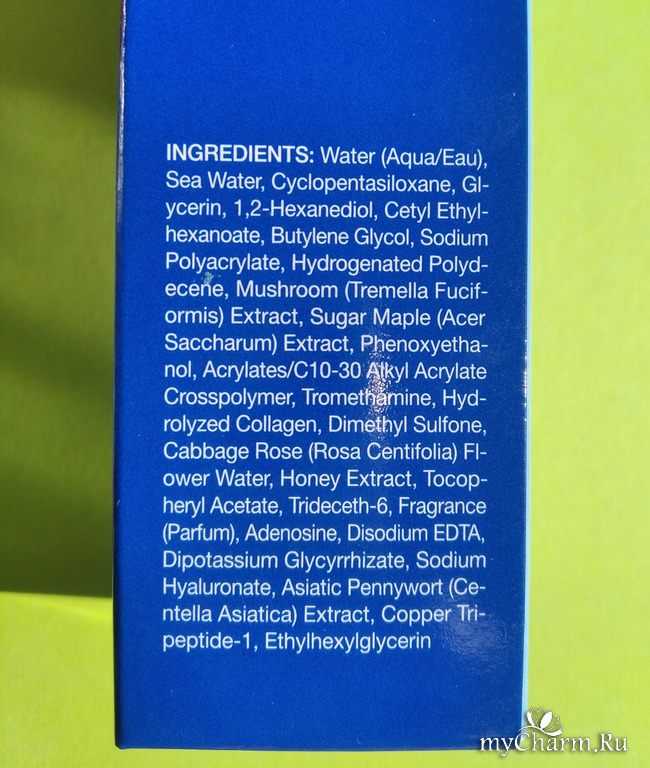 INGREDIENTS: Water (Aqua/Eau),
Sea Water, Cyclopentasiloxane, Gl-
ycerin, 1,2-Hexanediol, Cetyl Ethyl-
hexanoate, Butylene Glycol, Sodium
Polyacrylate, Hydrogenated Polyd-
ecene, Mushroom (Tremella Fucif-
ormis) Extract, Sugar Maple (Acer
Saccharum) Extract, Phenoxyetha-
nol, Acrylates/C10-30 Alkyl Acrylate
Crosspolymer, Tromethamine, Hyd-
rolyzed Collagen, Dimethyl Sulfone,
Cabbage Rose (Rosa Centifolia) Fl-
ower Water, Honey Extract, Tocop-
heryl Acetate, Trideceth-6, Fragrance
(Parfum), Adenosine, Disodium EDTA,
Dipotassium Glycyrrhizate, Sodium
Hyaluronate, Asiatic Pennywort (Ce-
ntella Asiatica) Extract, Copper Tri-
peptide-1, Ethylhexylglycerin
myCharm.Ru